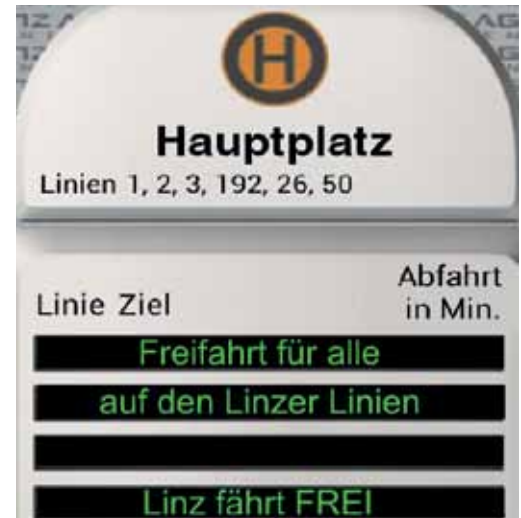 H
Hauptplatz
Linien 1, 2, 3, 192, 26, 50
Linie Ziel
Abfahrt
in Min.
Freifahrt für alle
auf den Linzer Linien
Linz fährt FREI